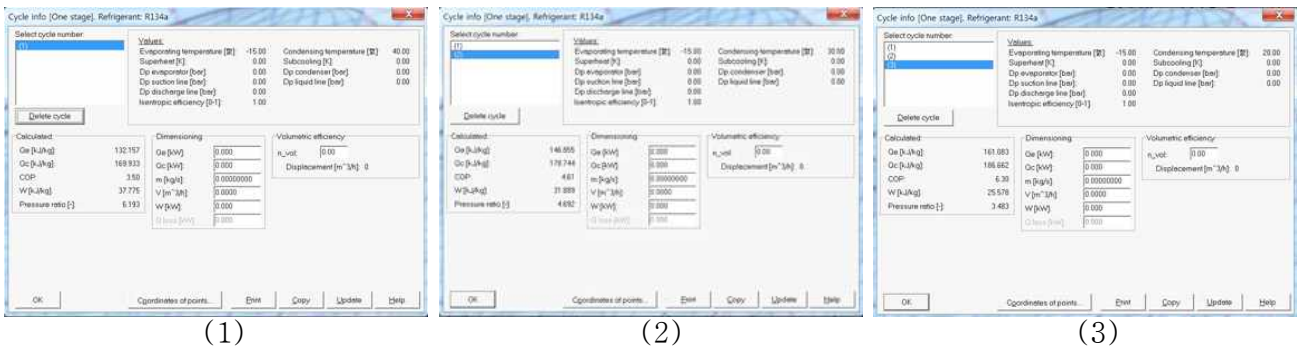 Cycle info [One stage]. Refrigerant: R134a
Select cycle number:
(1)
Delete cycle
Values:
Evaporating temperature [홒]: -15.00
Superheat [K]: 0.00
Dp evaporator [bar]: 0.00
Dp suction line [bar]: 0.00
Dp discharge line [bar]: 0.00
Isentropic efficiency [0-1]: 1.00
Condensing temperature [홒]: 40.00
Subcooling [K]: 0.00
Dp condenser [bar]: 0.00
Dp liquid line [bar]: 0.00
Calculated:
Qe [kJ/kg]: 132.157
Qc [kJ/kg]: 169.933
COP: 3.50
W [kJ/kg]: 37.775
Pressure ratio [-]: 6.193
Dimensioning:
Qe [kW]: 0.000
Qc [kW]: 0.000
m [kg/s]: 0.00000000
V [m^3/h]: 0.0000
W [kW]: 0.000
Q loss [kW]: 0.000
Volumetric efficiency
n_vol: 0.00
Displacement [m^3/h]: 0
OK
Coordinates of points...
Print
Copy
Update
Help
(1)
Cycle info [One stage]. Refrigerant: R134a
Select cycle number:
(1)
(2)
Delete cycle
Values:
Evaporating temperature [홒]: -15.00
Superheat [K]: 0.00
Dp evaporator [bar]: 0.00
Dp suction line [bar]: 0.00
Dp discharge line [bar]: 0.00
Isentropic efficiency [0-1]: 1.00
Condensing temperature [홒]: 30.00
Subcooling [K]: 0.00
Dp condenser [bar]: 0.00
Dp liquid line [bar]: 0.00
Calculated:
Qe [kJ/kg]: 146.855
Qc [kJ/kg]: 178.744
COP: 4.61
W [kJ/kg]: 31.889
Pressure ratio [-]: 4.692
Dimensioning:
Qe [kW]: 0.000
Qc [kW]: 0.000
m [kg/s]: 0.00000000
V [m^3/h]: 0.0000
W [kW]: 0.000
Q loss [kW]: 0.000
Volumetric efficiency
n_vol: 0.00
Displacement [m^3/h]: 0
OK
Coordinates of points...
Print
Copy
Update
Help
(2)
Cycle info [One stage]. Refrigerant: R134a
Select cycle number:
(1)
(2)
(3)
Delete cycle
Values:
Evaporating temperature [홒]: -15.00
Superheat [K]: 0.00
Dp evaporator [bar]: 0.00
Dp suction line [bar]: 0.00
Dp discharge line [bar]: 0.00
Isentropic efficiency [0-1]: 1.00
Condensing temperature [홒]: 20.00
Subcooling [K]: 0.00
Dp condenser [bar]: 0.00
Dp liquid line [bar]: 0.00
Calculated:
Qe [kJ/kg]: 161.083
Qc [kJ/kg]: 186.662
COP: 6.30
W [kJ/kg]: 25.578
Pressure ratio [-]: 3.483
Dimensioning:
Qe [kW]: 0.000
Qc [kW]: 0.000
m [kg/s]: 0.00000000
V [m^3/h]: 0.0000
W [kW]: 0.000
Q loss [kW]: 0.000
Volumetric efficiency
n_vol: 0.00
Displacement [m^3/h]: 0
OK
Coordinates of points...
Print
Copy
Update
Help
(3)